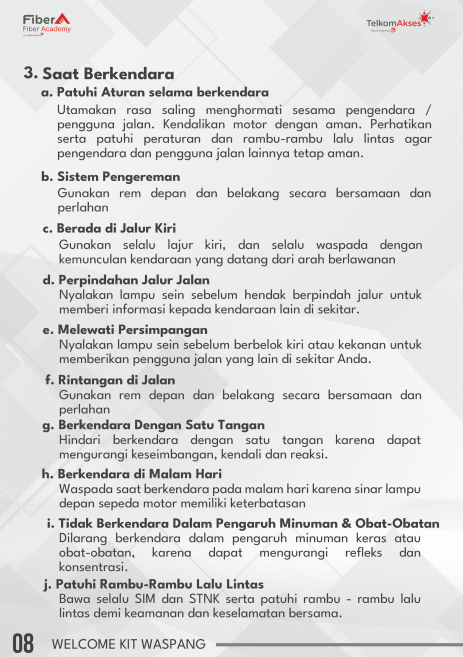 Fiber
Fiber Academy
TelkomAkses
3. Saat Berkendara
a. Patuhi Aturan selama berkendara
Utamakan rasa saling menghormati sesama pengendara /
pengguna jalan. Kendalikan motor dengan aman. Perhatikan
serta patuhi peraturan dan rambu-rambu lalu lintas agar
pengendara dan pengguna jalan lainnya tetap aman.
b. Sistem Pengereman
Gunakan rem depan dan belakang secara bersamaan dan
perlahan
c. Berada di Jalur Kiri
Gunakan selalu lajur kiri, dan selalu waspada dengan
kemunculan kendaraan yang datang dari arah berlawanan
d. Perpindahan Jalur Jalan
Nyalakan lampu sein sebelum hendak berpindah jalur untuk
memberi informasi kepada kendaraan lain di sekitar.
e. Melewati Persimpangan
Nyalakan lampu sein sebelum berbelok kiri atau kekanan untuk
memberikan pengguna jalan yang lain di sekitar Anda.
f. Rintangan di Jalan
Gunakan rem depan dan belakang secara bersamaan dan
perlahan
g. Berkendara Dengan Satu Tangan
Hindari berkendara dengan satu tangan karena dapat
mengurangi keseimbangan, kendali dan reaksi.
h. Berkendara di Malam Hari
Waspada saat berkendara pada malam hari karena sinar lampu
depan sepeda motor memiliki keterbatasan
i. Tidak Berkendara Dalam Pengaruh Minuman & Obat-Obatan
Dilarang berkendara dalam pengaruh minuman keras atau
obat-obatan, karena dapat mengurangi refleks dan
konsentrasi.
j. Patuhi Rambu-Rambu Lalu Lintas
Bawa selalu SIM dan STNK serta patuhi rambu - rambu lalu
lintas demi keamanan dan keselamatan bersama.
08 WELCOME KIT WASPANG